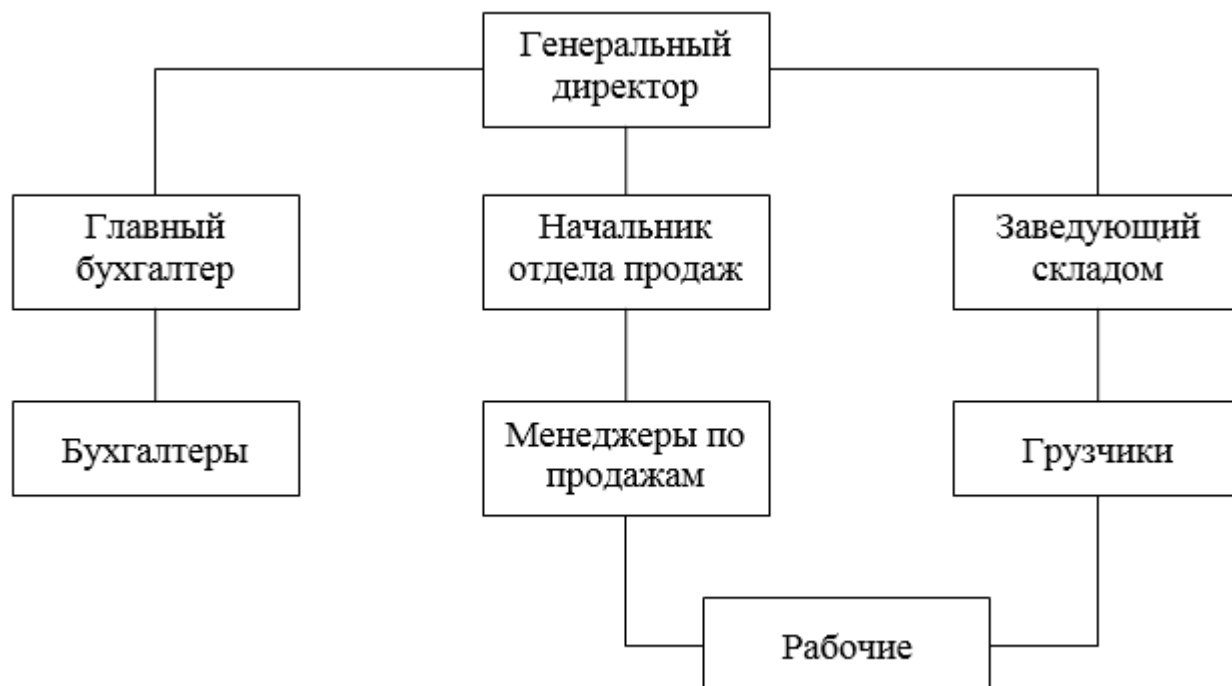 Генеральный
директор
Главный
бухгалтер
Начальник
отдела продаж
Заведующий
складом
Бухгалтеры
Менеджеры по
продажам
Грузчики
Рабочие